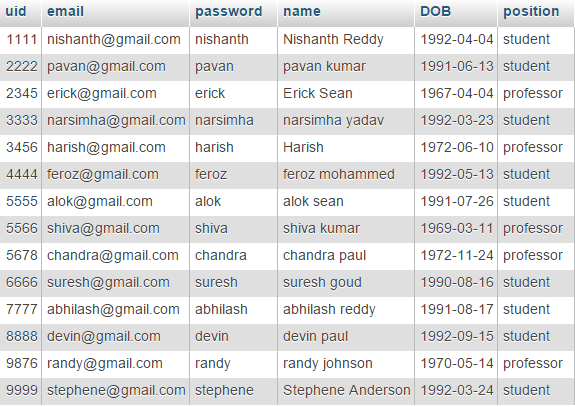 uid email password name DOB position
1111 nishanth@gmail.com nishanth Nishanth Reddy 1992-04-04 student
2222 pavan@gmail.com pavan pavan kumar 1991-06-13 student
2345 erick@gmail.com erick Erick Sean 1967-04-04 professor
3333 narsimha@gmail.com narsimha narsimha yadav 1992-03-23 student
3456 harish@gmail.com harish Harish 1972-06-10 professor
4444 feroz@gmail.com feroz feroz mohammed 1992-05-13 student
5555 alok@gmail.com alok alok sean 1991-07-26 student
5566 shiva@gmail.com shiva shiva kumar 1969-03-11 professor
5678 chandra@gmail.com chandra chandra paul 1972-11-24 professor
6666 suresh@gmail.com suresh suresh goud 1990-08-16 student
7777 abhilash@gmail.com abhilash abhilash reddy 1991-08-17 student
8888 devin@gmail.com devin devin paul 1992-09-15 student
9876 randy@gmail.com randy randy johnson 1970-05-14 professor
9999 stephene@gmail.com stephene Stephene Anderson 1992-03-24 student